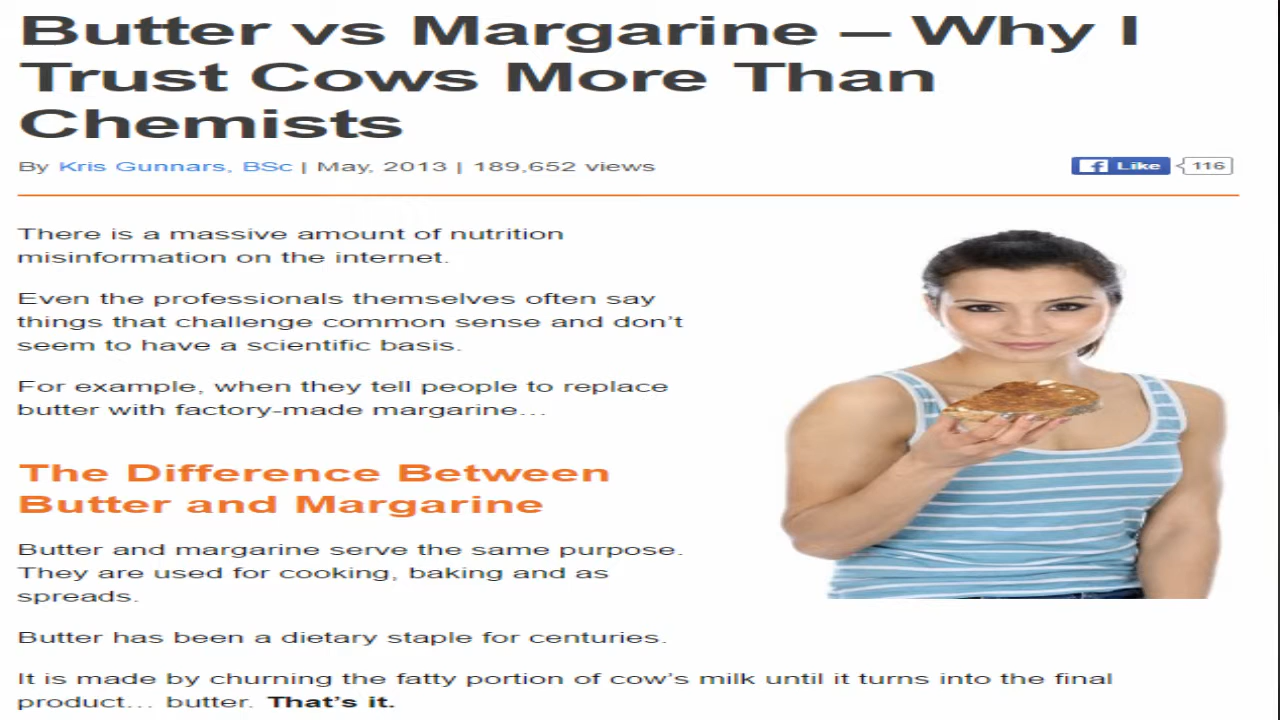 Butter vs Margarine – Why I
Trust Cows More Than
Chemists
By Kris Gunnars, BSc | May, 2013 | 189,652 views
Like 116
There is a massive amount of nutrition
misinformation on the internet.
Even the professionals themselves often say
things that challenge common sense and don't
seem to have a scientific basis.
For example, when they tell people to replace
butter with factory-made margarine...
The Difference Between
Butter and Margarine
Butter and margarine serve the same purpose.
They are used for cooking, baking and as
spreads.
Butter has been a dietary staple for centuries.
It is made by churning the fatty portion of cow's milk until it turns into the final
product... butter. That's it.